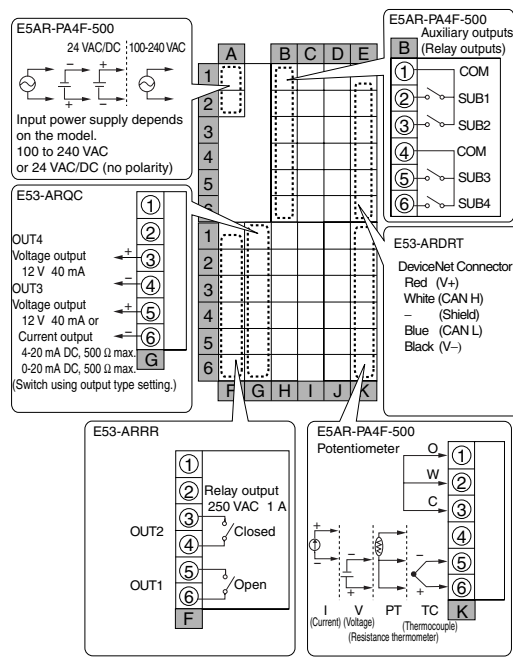 E5AR-PA4F-500
24 VAC/DC 100-240 VAC
Input power supply depends
on the model.
100 to 240 VAC
or 24 VAC/DC (no polarity)
A B C D E
1
2
3
4
5
6
1
2
3
4
5
6
F G H I J K
E5AR-PA4F-500
Auxiliary outputs
(Relay outputs)
B
1 COM
2 SUB1
3 SUB2
4 COM
5 SUB3
6 SUB4
E53-ARQC
1
2
OUT4
Voltage output + 3
12 V 40 mA
OUT3 − 4
Voltage output + 5
12 V 40 mA or
Current output − 6
4-20 mA DC, 500 Ω max.
0-20 mA DC, 500 Ω max.
G
(Switch using output type setting.)
E53-ARDRT
DeviceNet Connector
Red (V+)
White (CAN H)
– (Shield)
Blue (CAN L)
Black (V–)
E53-ARRR
1
2 Relay output
250 VAC 1 A
OUT2 3
4 Closed
OUT1 5
6 Open
F
E5AR-PA4F-500
Potentiometer
O 1
W 2
C 3
4
5
6
+ − − + − +
I V PT TC K
(Current) (Voltage) (Thermocouple)
(Resistance thermometer)